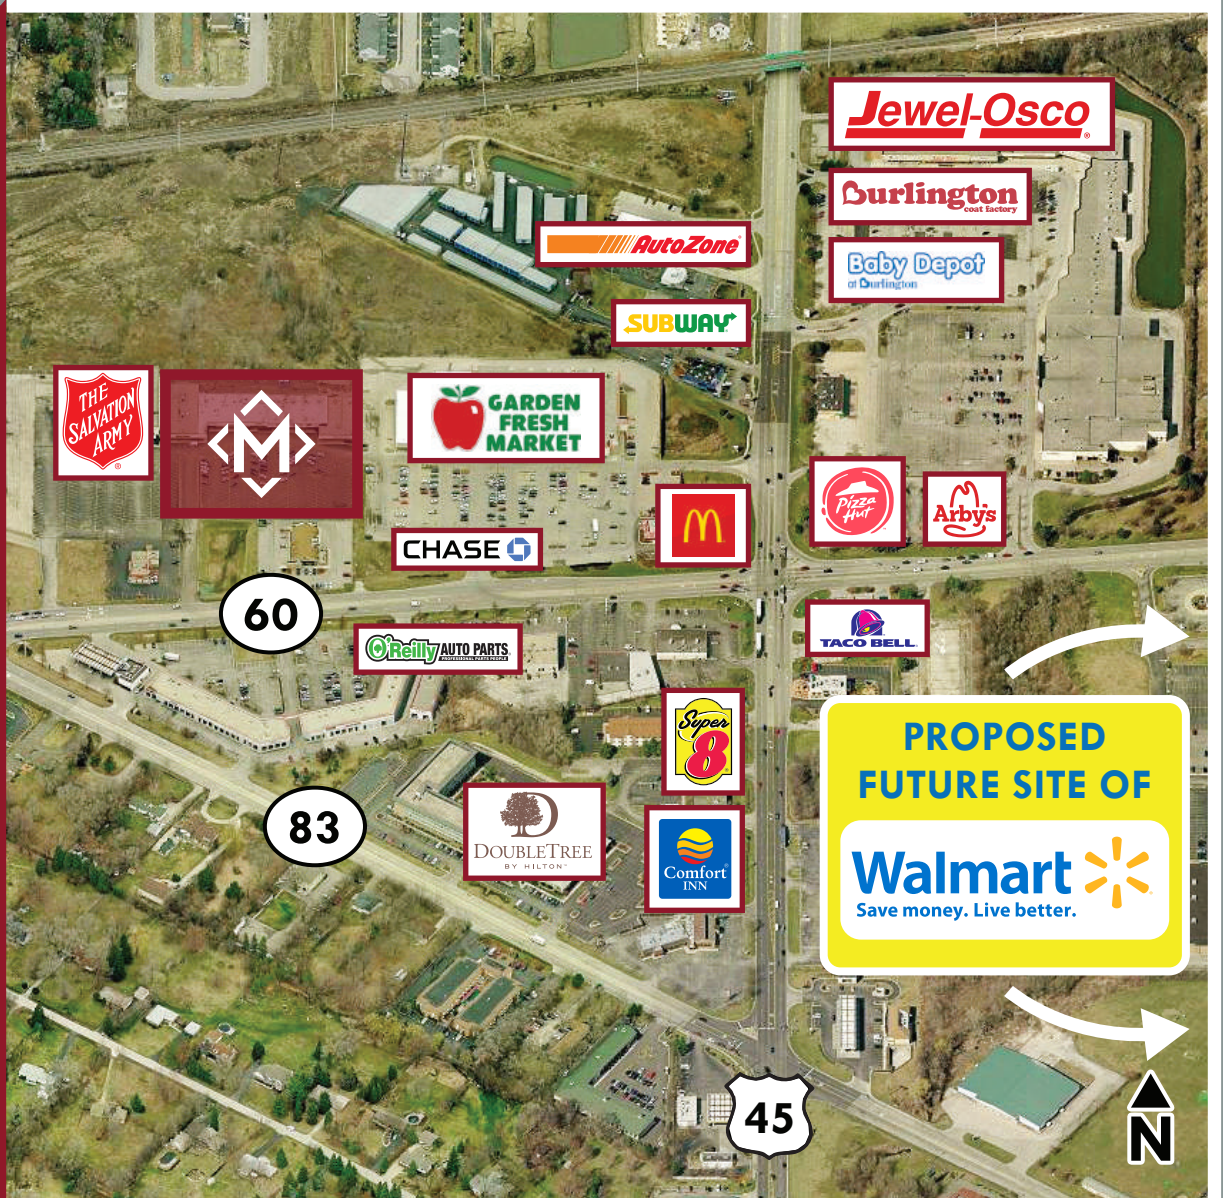 Jewel-Osco
Burlington
coat factory
AutoZone
Baby Depot
at Burlington
SUBWAY
THE
SALVATION
ARMY
M
GARDEN
FRESH
MARKET
Pizza
Hut
Arby's
CHASE
M
60
O'Reilly AUTO PARTS
PROFESSIONAL PARTS PEOPLE
TACO BELL
Super
8
PROPOSED
FUTURE SITE OF
Walmart
Save money. Live better.
83
DOUBLETREE
BY HILTON™
Comfort
INN
45
N